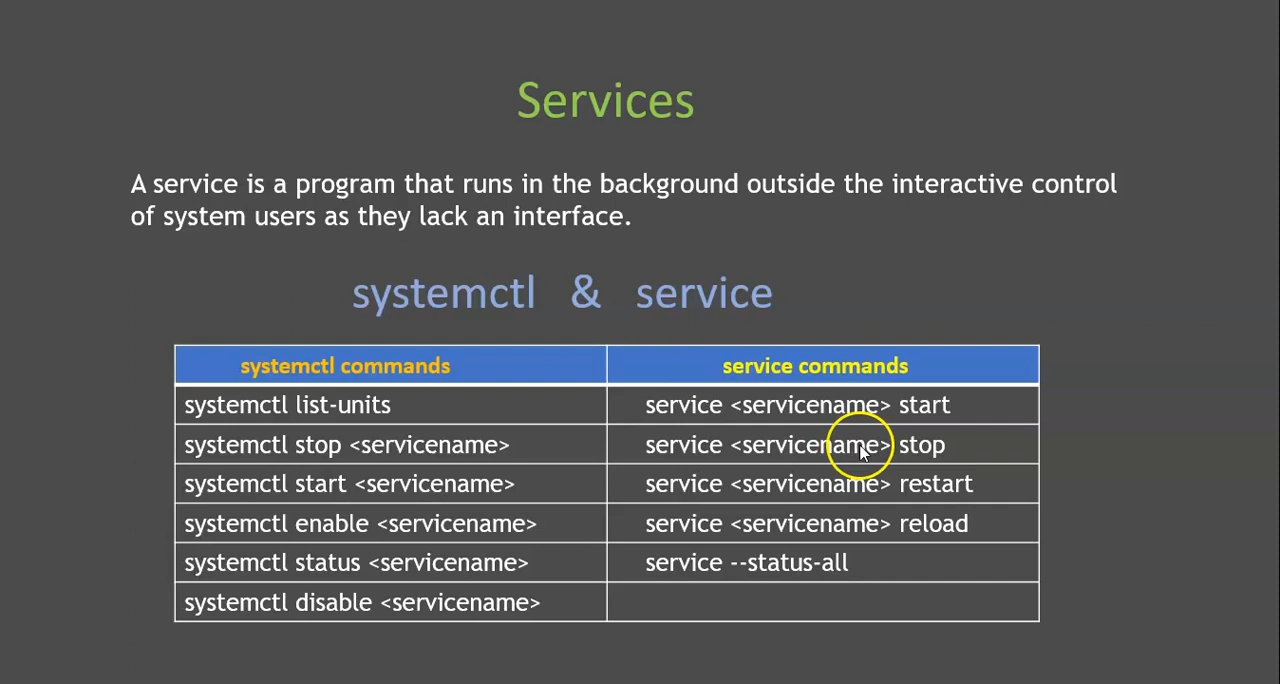 Services
A service is a program that runs in the background outside the interactive control
of system users as they lack an interface.
systemctl & service
systemctl commands service commands
systemctl list-units service <servicename> start
systemctl stop <servicename> service <servicename> stop
systemctl start <servicename> service <servicename> restart
systemctl enable <servicename> service <servicename> reload
systemctl status <servicename> service --status-all
systemctl disable <servicename>